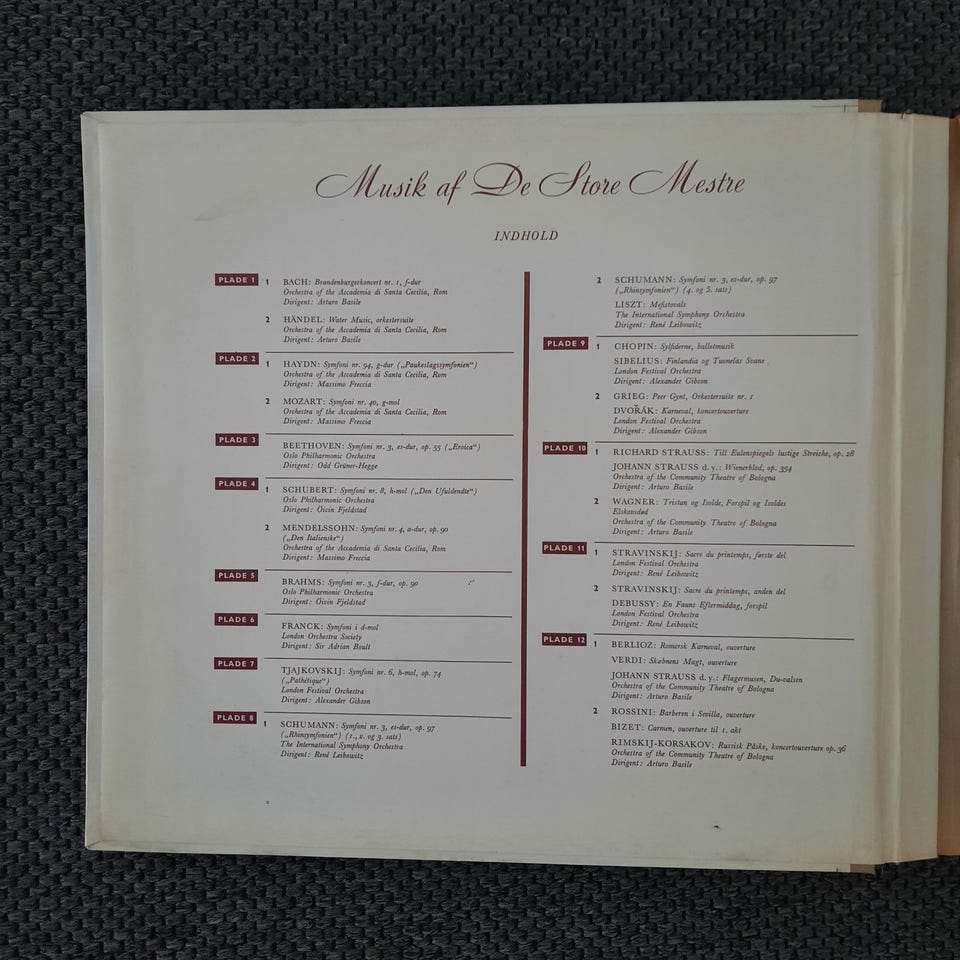 Musik af De Store Mestre
INDHOLD
PLADE 1 1 BACH: Brandenburgerkoncert nr. 1, f-dur
Orchestra of the Accademia di Santa Cecilia, Rom
Dirigent: Arturo Basile
2 HÄNDEL: Water Music, orkestersuite
Orchestra of the Accademia di Santa Cecilia, Rom
Dirigent: Arturo Basile
PLADE 2 1 HAYDN: Symfoni nr. 94, g-dur („Paukeslagssymfonien")
Orchestra of the Accademia di Santa Cecilia, Rom
Dirigent: Massimo Freccia
2 MOZART: Symfoni nr. 40, g-mol
Orchestra of the Accademia di Santa Cecilia, Rom
Dirigent: Massimo Freccia
PLADE 3 BEETHOVEN: Symfoni nr. 3, es-dur, op. 55 („Eroica")
Oslo Philharmonic Orchestra
Dirigent: Odd Grüner-Hegge
PLADE 4 1 SCHUBERT: Symfoni nr. 8, h-mol („Den Ufuldendte")
Oslo Philharmonic Orchestra
Dirigent: Öivin Fjeldstad
2 MENDELSSOHN: Symfoni nr. 4, a-dur, op. 90
(„Den Italienske")
Orchestra of the Accademia di Santa Cecilia, Rom
Dirigent: Massimo Freccia
PLADE 5 BRAHMS: Symfoni nr. 3, f-dur, op. 90
Oslo Philharmonic Orchestra
Dirigent: Öivin Fjeldstad
PLADE 6 FRANCK: Symfoni i d-mol
London Orchestra Society
Dirigent: Sir Adrian Boult
PLADE 7 TJAJKOVSKIJ: Symfoni nr. 6, h-mol, op. 74
(„Pathétique")
London Festival Orchestra
Dirigent: Alexander Gibson
PLADE 8 1 SCHUMANN: Symfoni nr. 3, es-dur, op. 97
(„Rhinsymfonien") (1., 2. og 3. sats)
The International Symphony Orchestra
Dirigent: René Leibowitz
2 SCHUMANN: Symfoni nr. 3, es-dur, op. 97
(„Rhinsymfonien") (4. og 5. sats)
LISZT: Mefistovals
The International Symphony Orchestra
Dirigent: René Leibowitz
PLADE 9 1 CHOPIN: Sylfiderne, balletmusik
SIBELIUS: Finlandia og Tuonelas Svane
London Festival Orchestra
Dirigent: Alexander Gibson
2 GRIEG: Peer Gynt, Orkestersuite nr. 1
DVOŘÁK: Karneval, koncertouverture
London Festival Orchestra
Dirigent: Alexander Gibson
PLADE 10 1 RICHARD STRAUSS: Till Eulenspiegels lustige Streiche, op. 28
JOHANN STRAUSS d. y.: Wienerblod, op. 354
Orchestra of the Community Theatre of Bologna
Dirigent: Arturo Basile
2 WAGNER: Tristan og Isolde, Forspil og Isoldes
Elskovsdød
Orchestra of the Community Theatre of Bologna
Dirigent: Arturo Basile
PLADE 11 1 STRAVINSKIJ: Sacre du printemps, første del
London Festival Orchestra
Dirigent: René Leibowitz
2 STRAVINSKIJ: Sacre du printemps, anden del
DEBUSSY: En Fauns Eftermiddag, forspil
London Festival Orchestra
Dirigent: René Leibowitz
PLADE 12 1 BERLIOZ: Romersk Karneval, ouverture
VERDI: Skæbnens Magt, ouverture
JOHANN STRAUSS d. y.: Flagermusen, Du-valsen
Orchestra of the Community Theatre of Bologna
Dirigent: Arturo Basile
2 ROSSINI: Barberen i Sevilla, ouverture
BIZET: Carmen, ouverture til 1. akt
RIMSKIJ-KORSAKOV: Russisk Påske, koncertouverture op. 36
Orchestra of the Community Theatre of Bologna
Dirigent: Arturo Basile